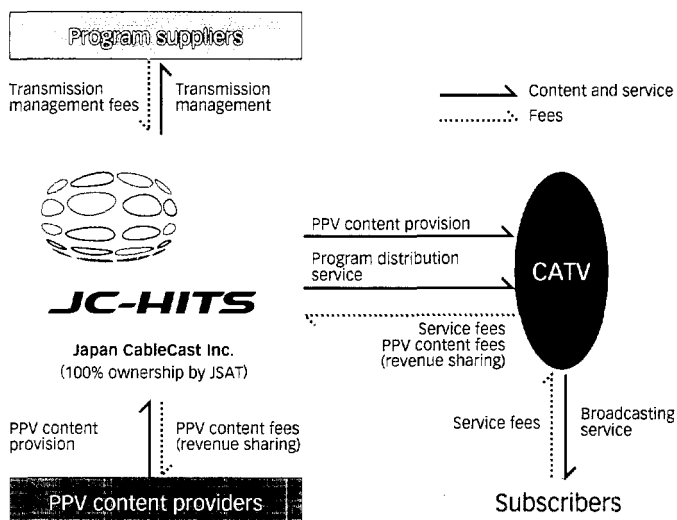 Program suppliers
Transmission
management fees
Transmission
management
Content and service
Fees
PPV content provision
Program distribution
service
CATV
JC-HITS
Service fees
PPV content fees
(revenue sharing)
Japan CableCast Inc.
(100% ownership by JSAT)
PPV content
provision
PPV content fees
(revenue sharing)
Service fees
Broadcasting
service
PPV content providers
Subscribers